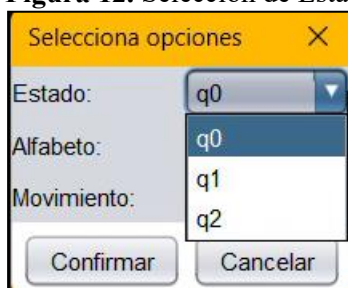 Figura 12. Selección de Esta
Selecciona opciones
Estado: q0
q0
Alfabeto:
q1
Movimiento:
q2
Confirmar Cancelar